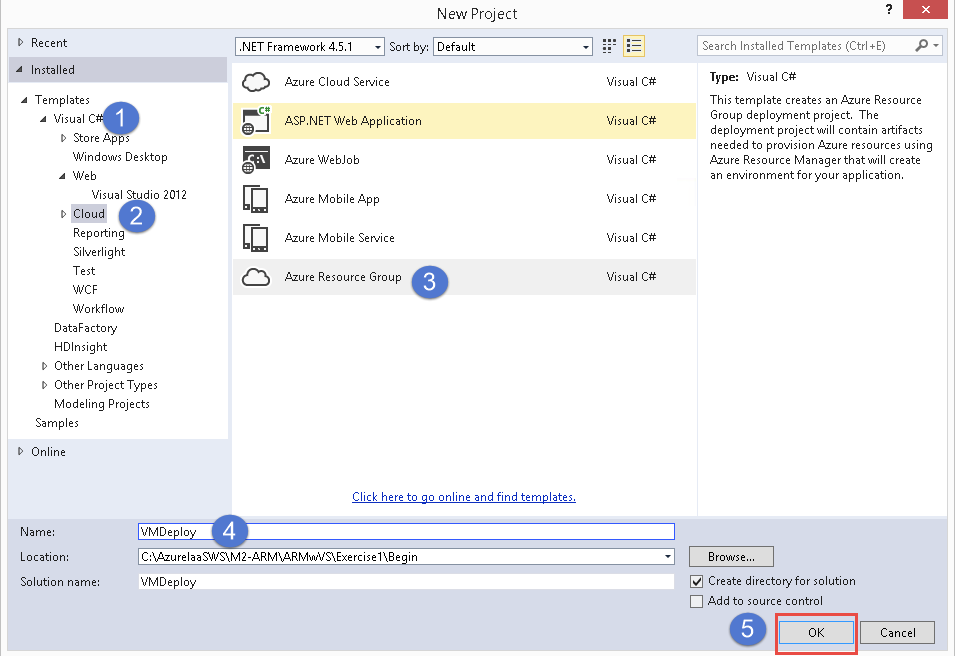 New Project
?
Recent
.NET Framework 4.5.1
Sort by:
Default
Search Installed Templates (Ctrl+E)
Installed
Templates
Visual C#
1
Store Apps
Windows Desktop
Web
Visual Studio 2012
Cloud
2
Reporting
Silverlight
Test
WCF
Workflow
DataFactory
HDInsight
Other Languages
Other Project Types
Modeling Projects
Samples
Online
Azure Cloud Service Visual C#
C#
ASP.NET Web Application Visual C#
C:\
Azure WebJob Visual C#
Azure Mobile App Visual C#
Azure Mobile Service Visual C#
Azure Resource Group 3 Visual C#
Click here to go online and find templates.
Type: Visual C#
This template creates an Azure Resource
Group deployment project. The
deployment project will contain artifacts
needed to provision Azure resources using
Azure Resource Manager that will create
an environment for your application.
Name: VMDeploy 4
Location: C:\AzureIaaSWS\M2-ARM\ARMwVS\Exercise1\Begin
Browse...
Solution name: VMDeploy
Create directory for solution
Add to source control
5
OK
Cancel